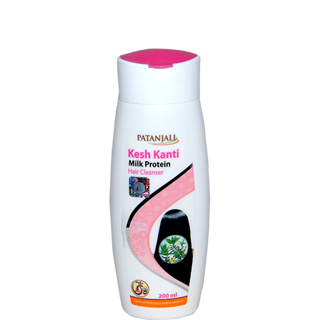 PATANJALI
Kesh Kanti
Milk Protein
Hair Cleanser
200 ml